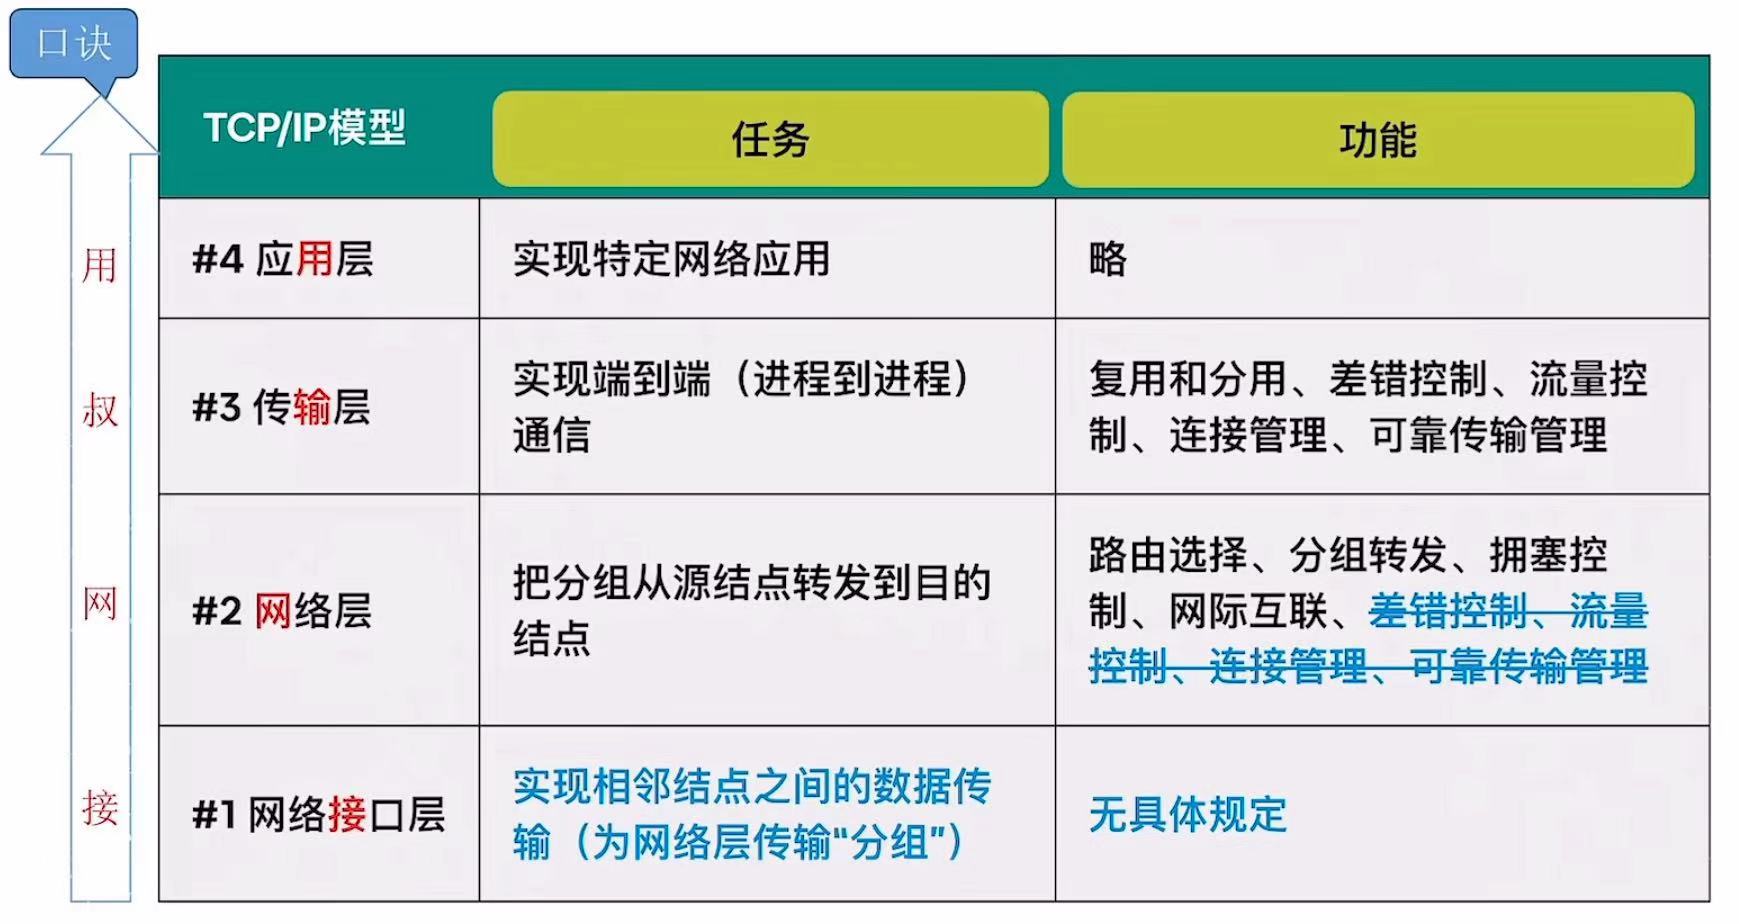 口诀
TCP/IP模型
任务
功能
用
#4 应用层
实现特定网络应用
略
叔
#3 传输层
实现端到端（进程到进程）
通信
复用和分用、差错控制、流量控
制、连接管理、可靠传输管理
网
#2 网络层
把分组从源结点转发到目的
结点
路由选择、分组转发、拥塞控
制、网际互联、差错控制、流量
控制、连接管理、可靠传输管理
接
#1 网络接口层
实现相邻结点之间的数据传
输（为网络层传输“分组”）
无具体规定